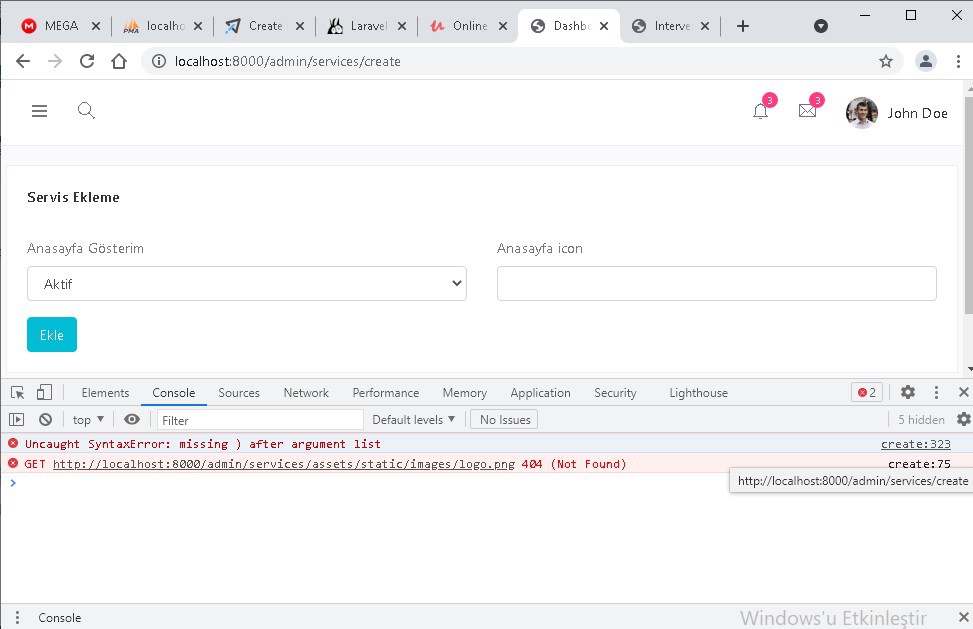 MEGA localho Create Laravel Online Dashbo Interve
localhost:8000/admin/services/create
3 3 John Doe
Servis Ekleme
Anasayfa Gösterim Anasayfa icon
Aktif
Ekle
Elements Console Sources Network Performance Memory Application Security Lighthouse 2
top Filter Default levels No Issues 5 hidden
Uncaught SyntaxError: missing ) after argument list create:323
GET http://localhost:8000/admin/services/assets/static/images/logo.png 404 (Not Found) create:75
http://localhost:8000/admin/services/create
Console Windows'u Etkinleştir